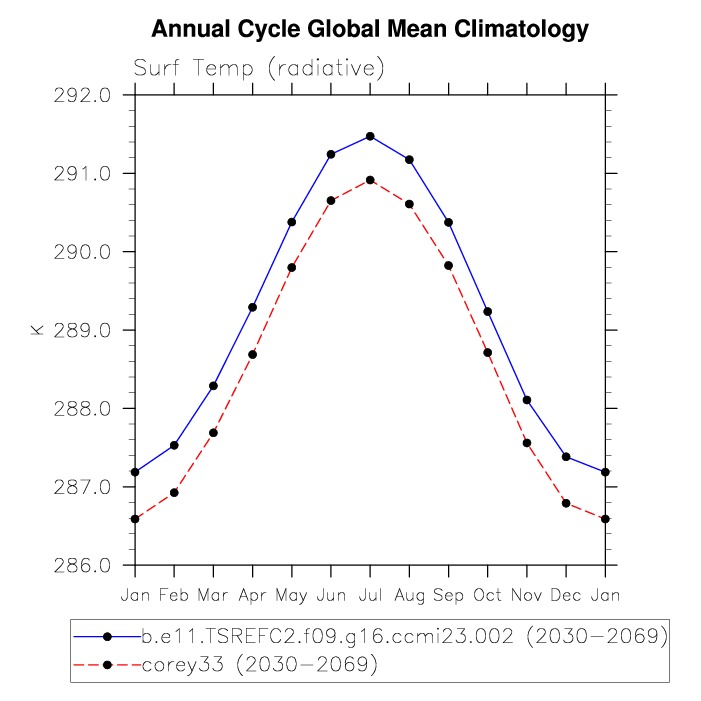 Annual Cycle Global Mean Climatology
Surf Temp (radiative)
292.0
291.0
290.0
289.0
288.0
287.0
286.0
K
Jan Feb Mar Apr May Jun Jul Aug Sep Oct Nov Dec Jan
b.e11.TSREFC2.f09.g16.ccmi23.002 (2030-2069)
corey33 (2030-2069)